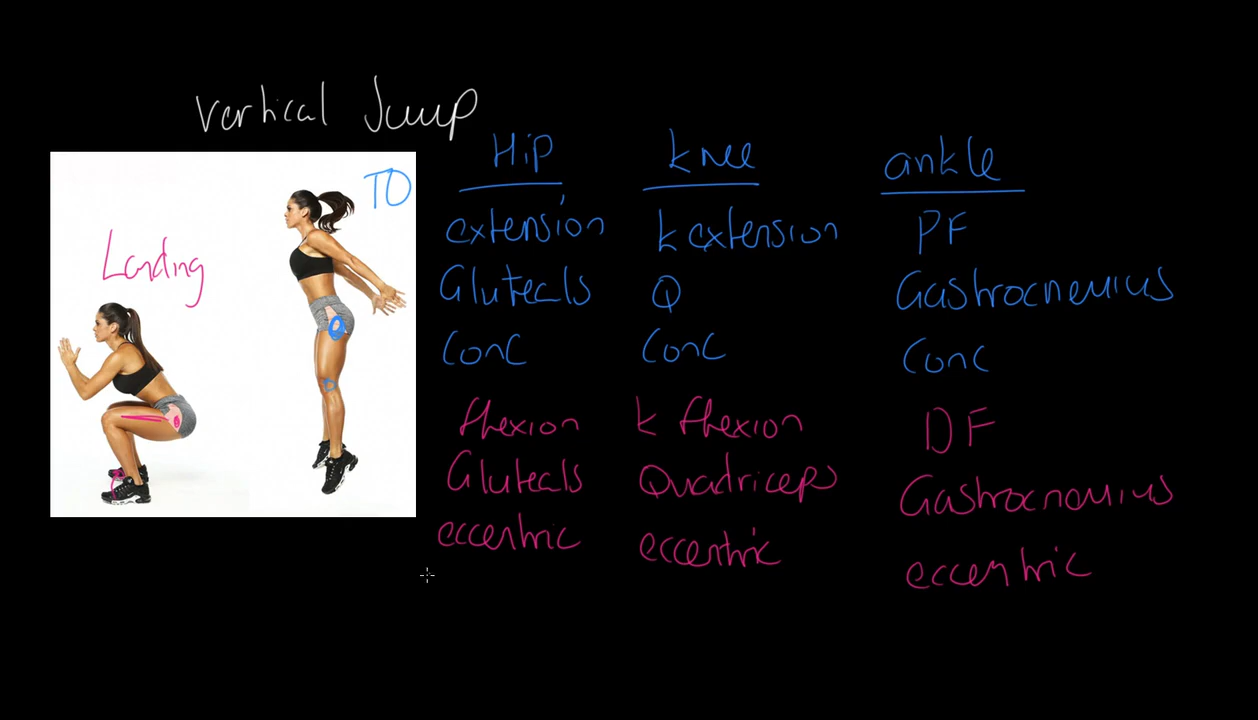 Vertical Jump
TO
Landing
Hip knee ankle
extension k extension PF
Gluteals Q Gastrocnemius
Conc Conc Conc
flexion k flexion DF
Gluteals Quadriceps Gastrocnemius
eccentric eccentric eccentric